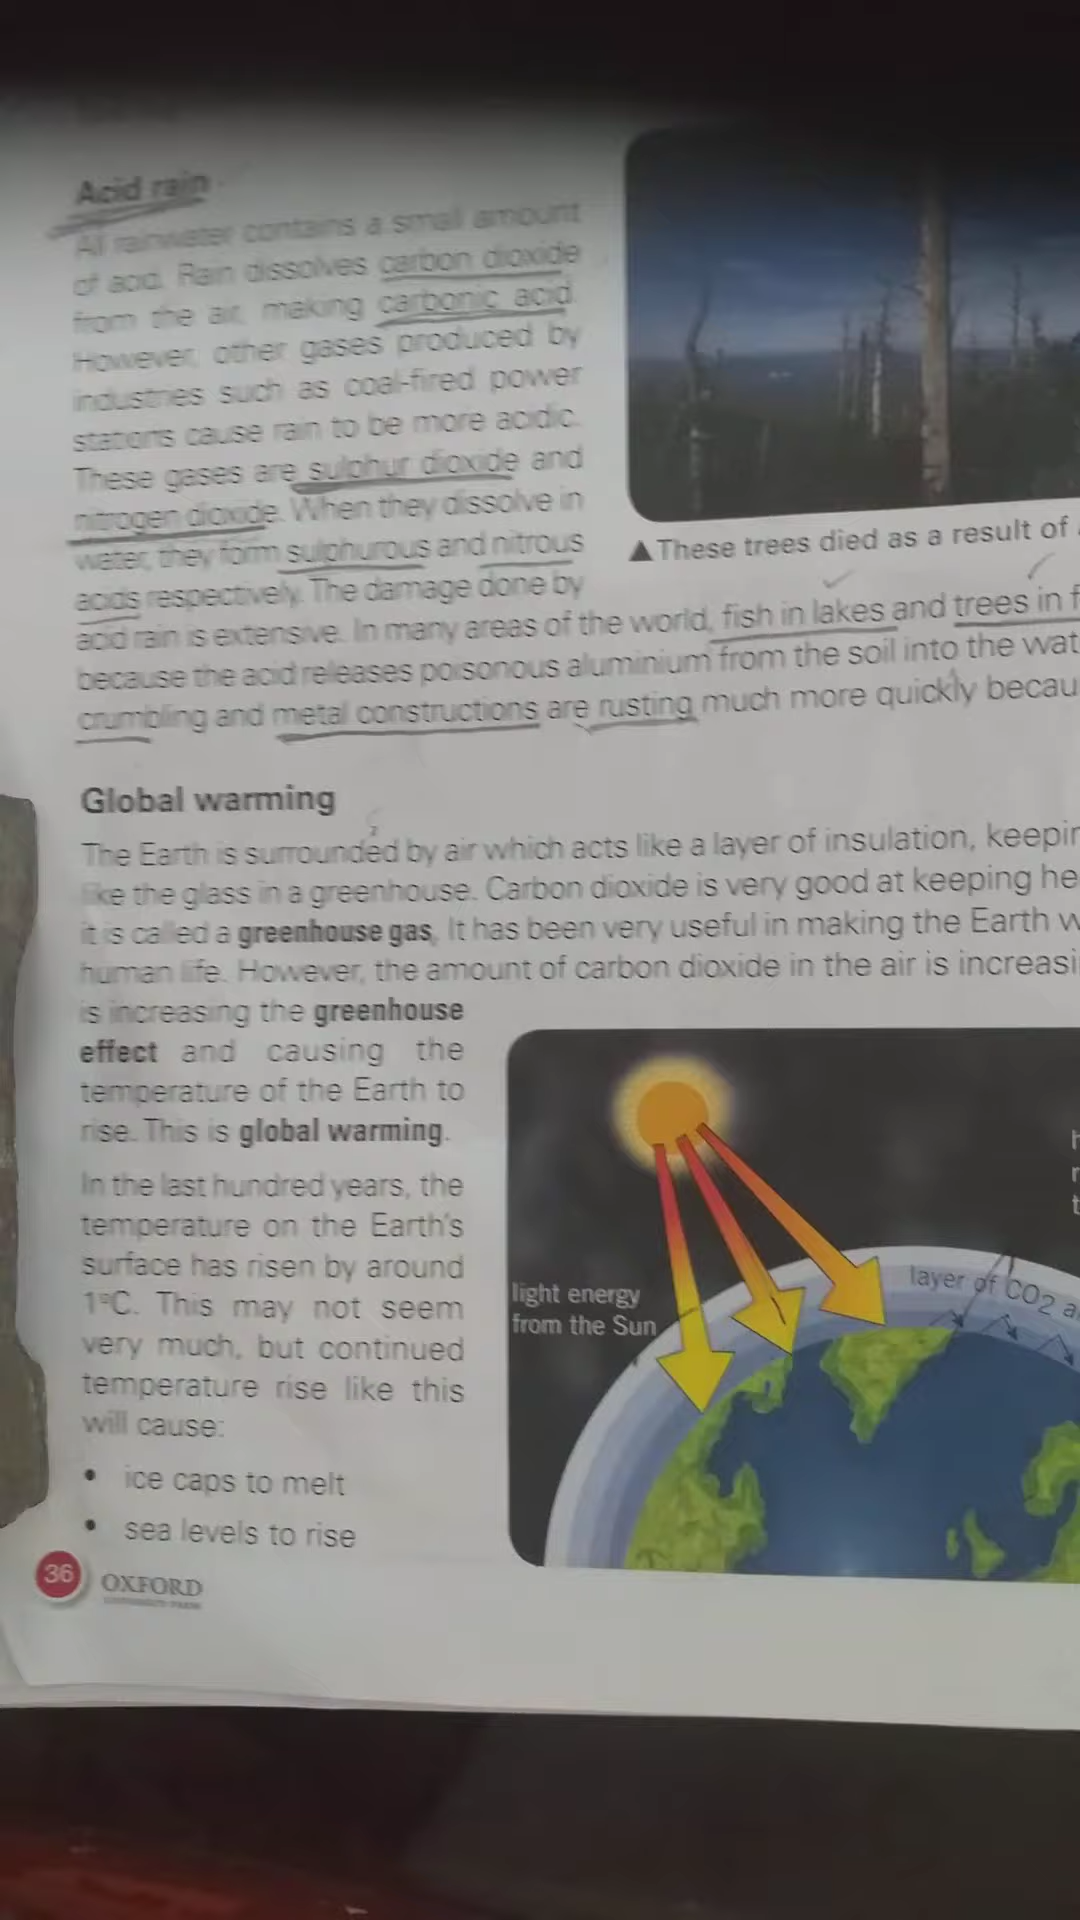 Acid rain
All rainwater contains a small amount
of acid. Rain dissolves carbon dioxide
from the air, making carbonic acid.
However, other gases produced by
industries such as coal-fired power
stations cause rain to be more acidic.
These gases are sulphur dioxide and
nitrogen dioxide. When they dissolve in
water, they form sulphurous and nitrous
acids respectively. The damage done by
▲These trees died as a result of
acid rain is extensive. In many areas of the world, fish in lakes and trees in f
because the acid releases poisonous aluminium from the soil into the wat
crumbling and metal constructions are rusting much more quickly becau
Global warming
The Earth is surrounded by air which acts like a layer of insulation, keepin
like the glass in a greenhouse. Carbon dioxide is very good at keeping he
it is called a greenhouse gas. It has been very useful in making the Earth w
human life. However, the amount of carbon dioxide in the air is increasi
is increasing the greenhouse
effect and causing the
temperature of the Earth to
rise. This is global warming.
In the last hundred years, the
temperature on the Earth's
surface has risen by around
1°C. This may not seem
very much, but continued
temperature rise like this
will cause:
• ice caps to melt
• sea levels to rise
light energy
from the Sun
layer of CO2 a
h
r
t
36 OXFORD
UNIVERSITY PRESS